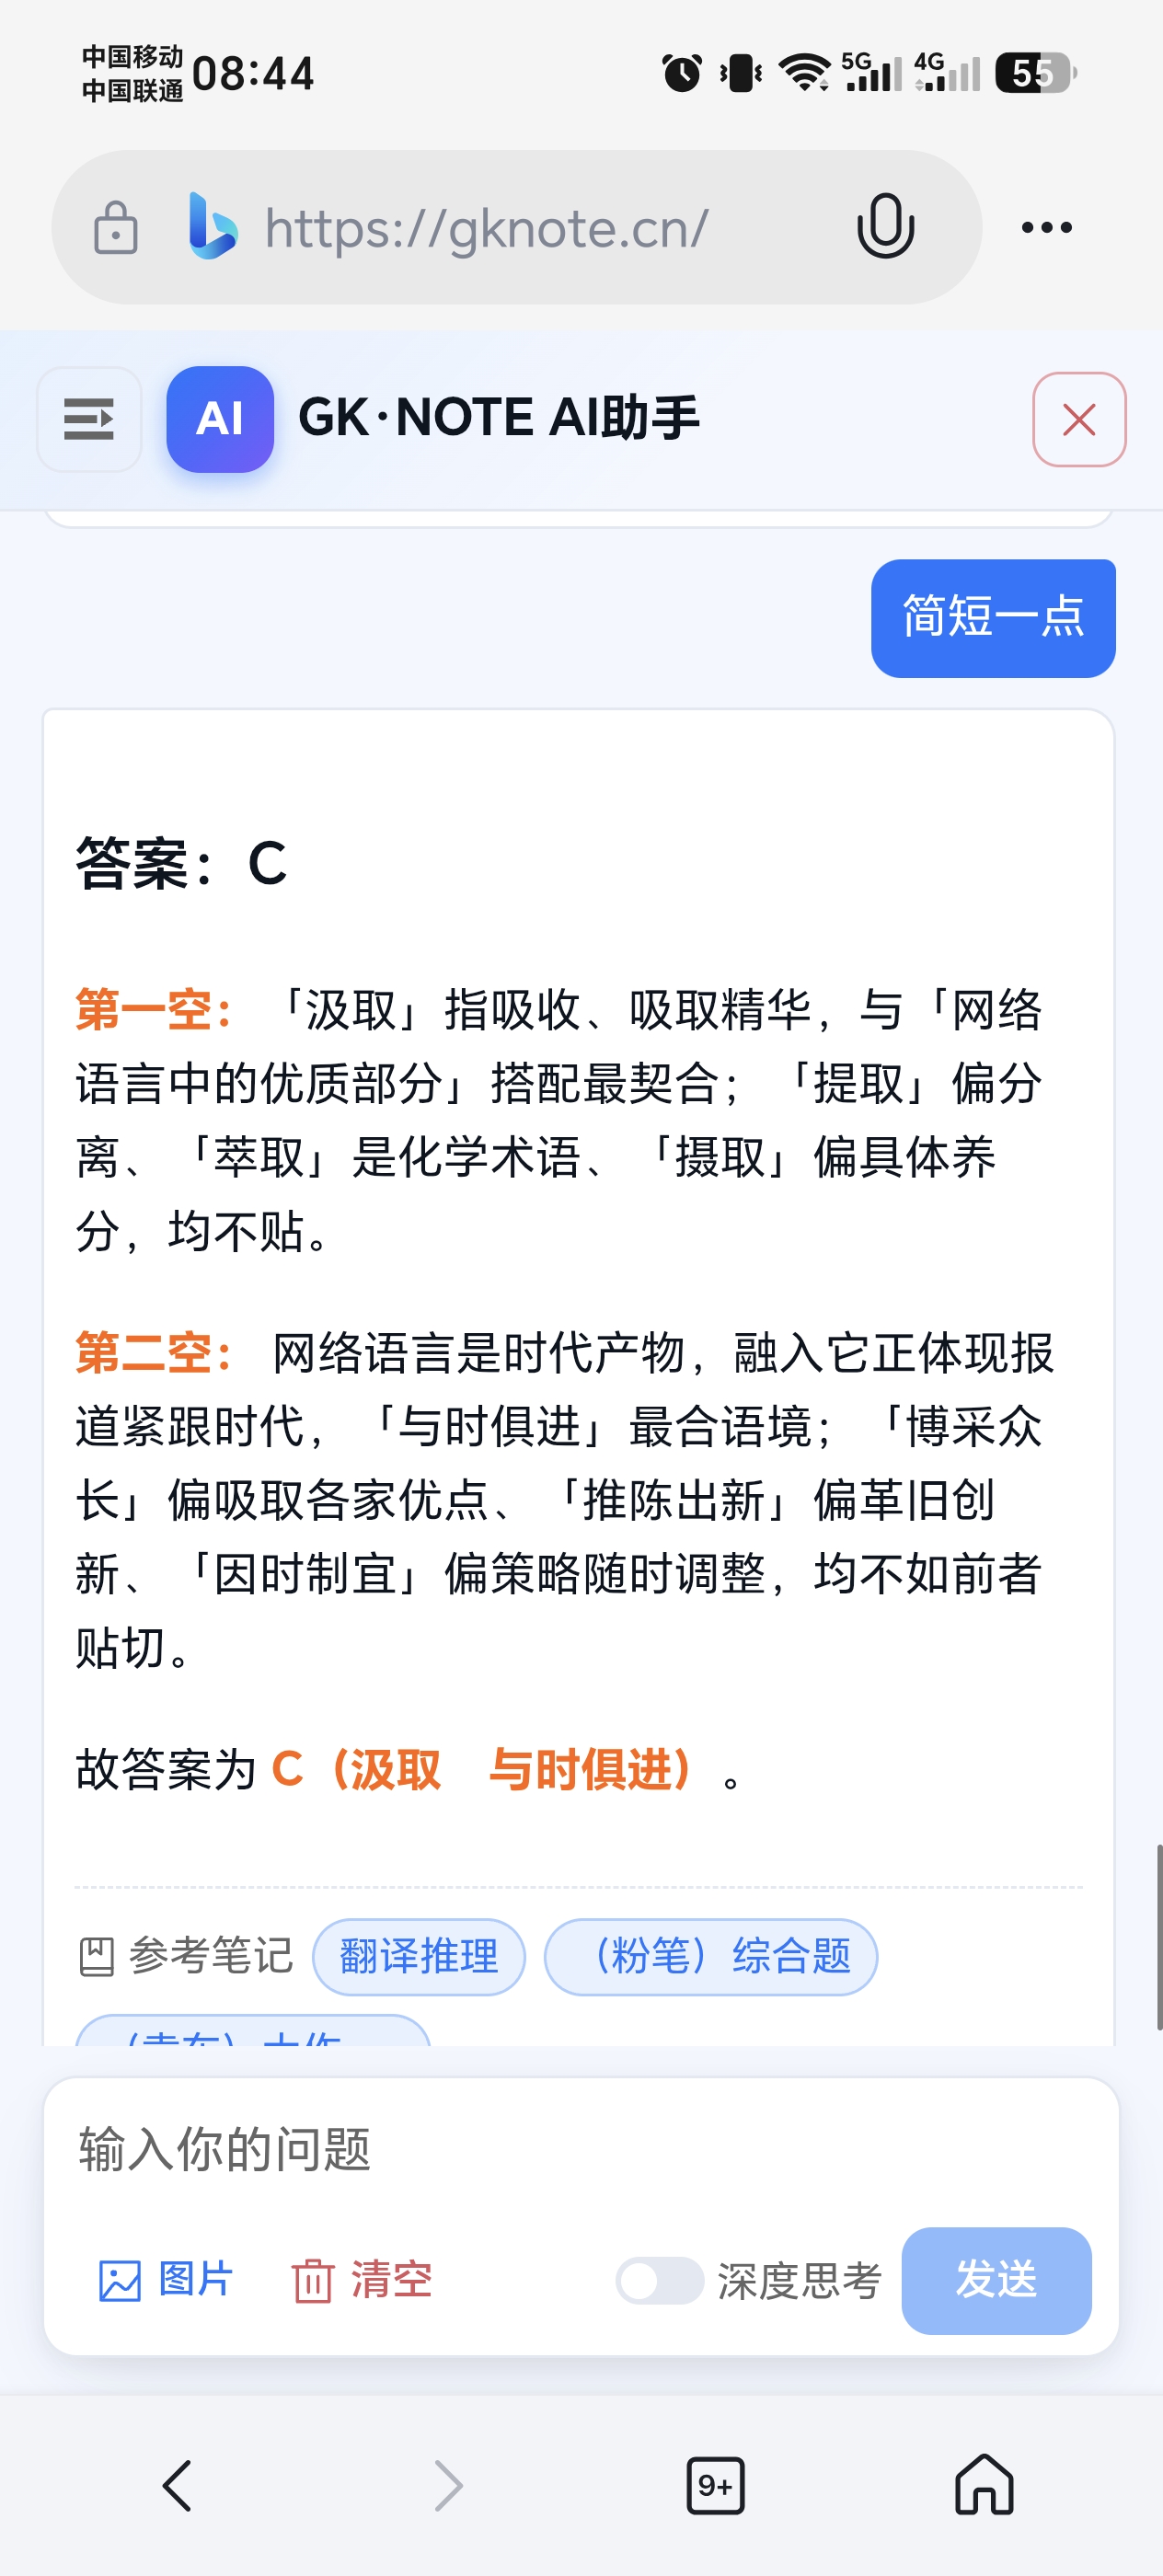 中国移动
中国联通
08:44
5G
4G
55
https://gknote.cn/
AI
GK·NOTE AI助手
简短一点
答案：C
第一空：「汲取」指吸收、吸取精华，与「网络
语言中的优质部分」搭配最契合；「提取」偏分
离、「萃取」是化学术语、「摄取」偏具体养
分，均不贴。
第二空：网络语言是时代产物，融入它正体现报
道紧跟时代，「与时俱进」最合语境；「博采众
长」偏吸取各家优点、「推陈出新」偏革旧创
新、「因时制宜」偏策略随时调整，均不如前者
贴切。
故答案为 C（汲取　与时俱进）。
参考笔记
翻译推理
（粉笔）综合题
输入你的问题
图片
清空
深度思考
发送
9+